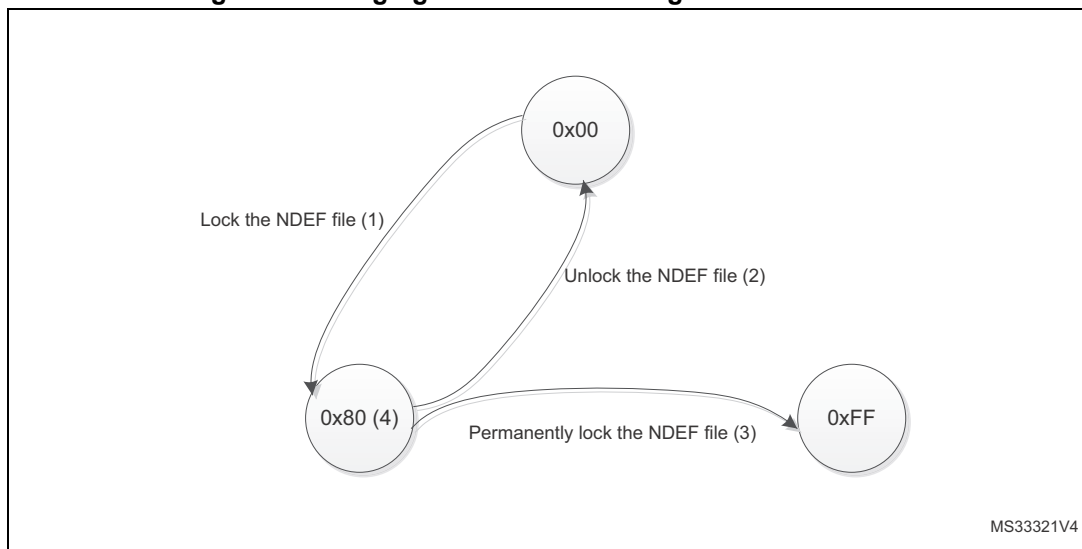 0x00
Lock the NDEF file (1)
Unlock the NDEF file (2)
0x80 (4)
Permanently lock the NDEF file (3)
0xFF
MS33321V4